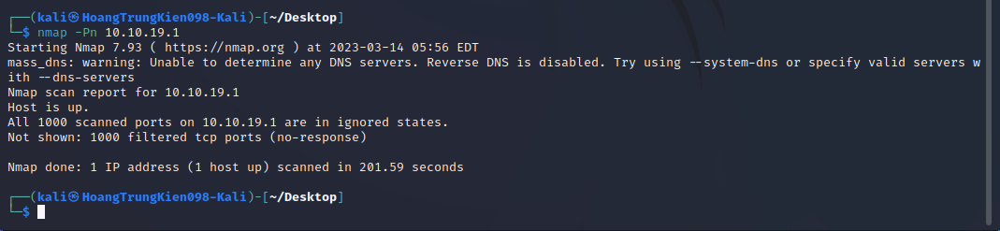 ┌──(kali㉿HoangTrungKien098-Kali)-[~/Desktop]
└─$ nmap -Pn 10.10.19.1
Starting Nmap 7.93 ( https://nmap.org ) at 2023-03-14 05:56 EDT
mass_dns: warning: Unable to determine any DNS servers. Reverse DNS is disabled. Try using --system-dns or specify valid servers w
ith --dns-servers
Nmap scan report for 10.10.19.1
Host is up.
All 1000 scanned ports on 10.10.19.1 are in ignored states.
Not shown: 1000 filtered tcp ports (no-response)
Nmap done: 1 IP address (1 host up) scanned in 201.59 seconds
┌──(kali㉿HoangTrungKien098-Kali)-[~/Desktop]
└─$